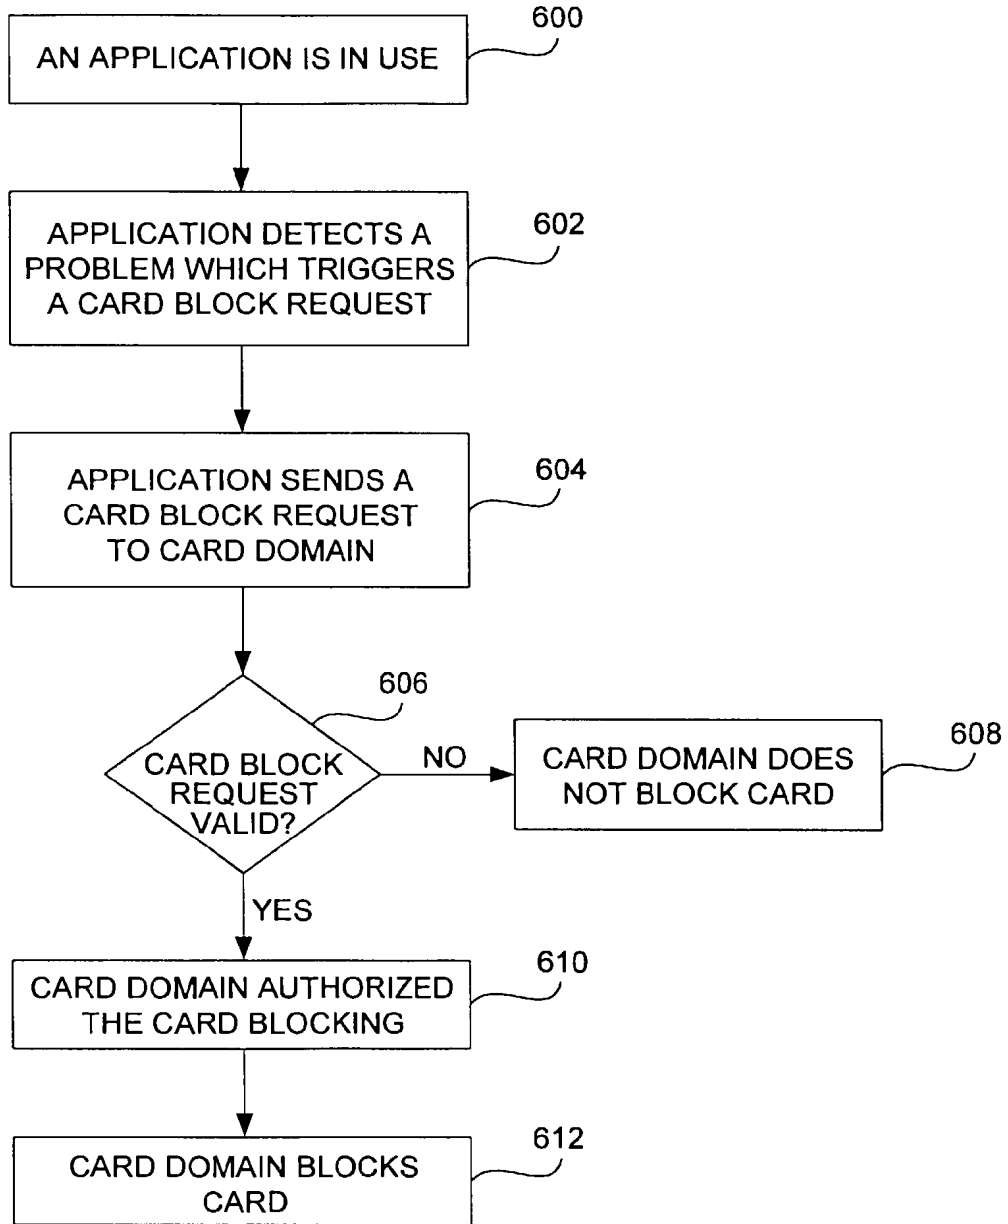 600
AN APPLICATION IS IN USE
602
APPLICATION DETECTS A
PROBLEM WHICH TRIGGERS
A CARD BLOCK REQUEST
604
APPLICATION SENDS A
CARD BLOCK REQUEST
TO CARD DOMAIN
606
CARD BLOCK
REQUEST
VALID?
NO
608
CARD DOMAIN DOES
NOT BLOCK CARD
YES
610
CARD DOMAIN AUTHORIZED
THE CARD BLOCKING
612
CARD DOMAIN BLOCKS
CARD